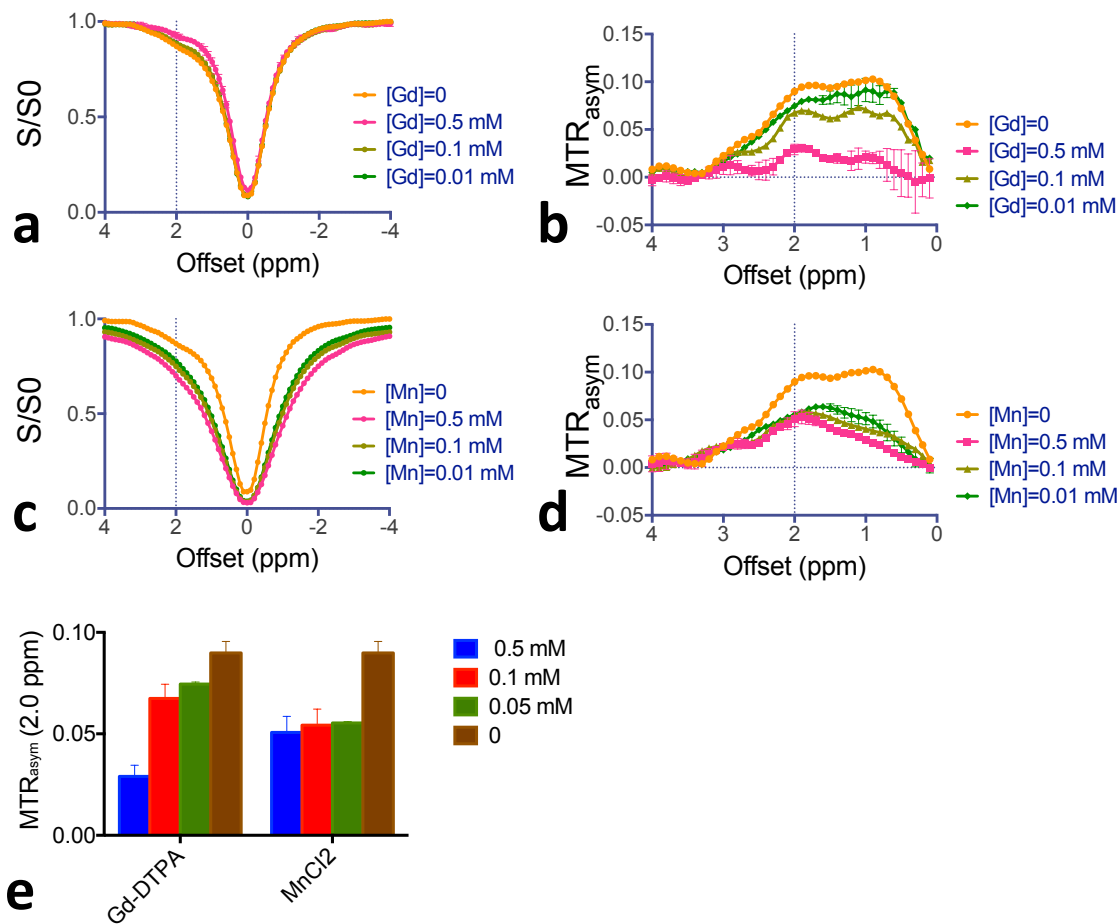 1.0
0.5
0.0
S/S0
4
2
0
-2
-4
Offset (ppm)
[Gd]=0
[Gd]=0.5 mM
[Gd]=0.1 mM
[Gd]=0.01 mM
a
0.15
0.10
0.05
0.00
-0.05
MTRasym
4
3
2
1
0
Offset (ppm)
[Gd]=0
[Gd]=0.5 mM
[Gd]=0.1 mM
[Gd]=0.01 mM
b
1.0
0.5
0.0
S/S0
4
2
0
-2
-4
Offset (ppm)
[Mn]=0
[Mn]=0.5 mM
[Mn]=0.1 mM
[Mn]=0.01 mM
c
0.15
0.10
0.05
0.00
-0.05
MTRasym
4
3
2
1
0
Offset (ppm)
[Mn]=0
[Mn]=0.5 mM
[Mn]=0.1 mM
[Mn]=0.01 mM
d
0.10
0.05
0.00
MTRasym (2.0 ppm)
Gd-DTPA
MnCl2
0.5 mM
0.1 mM
0.05 mM
0
e